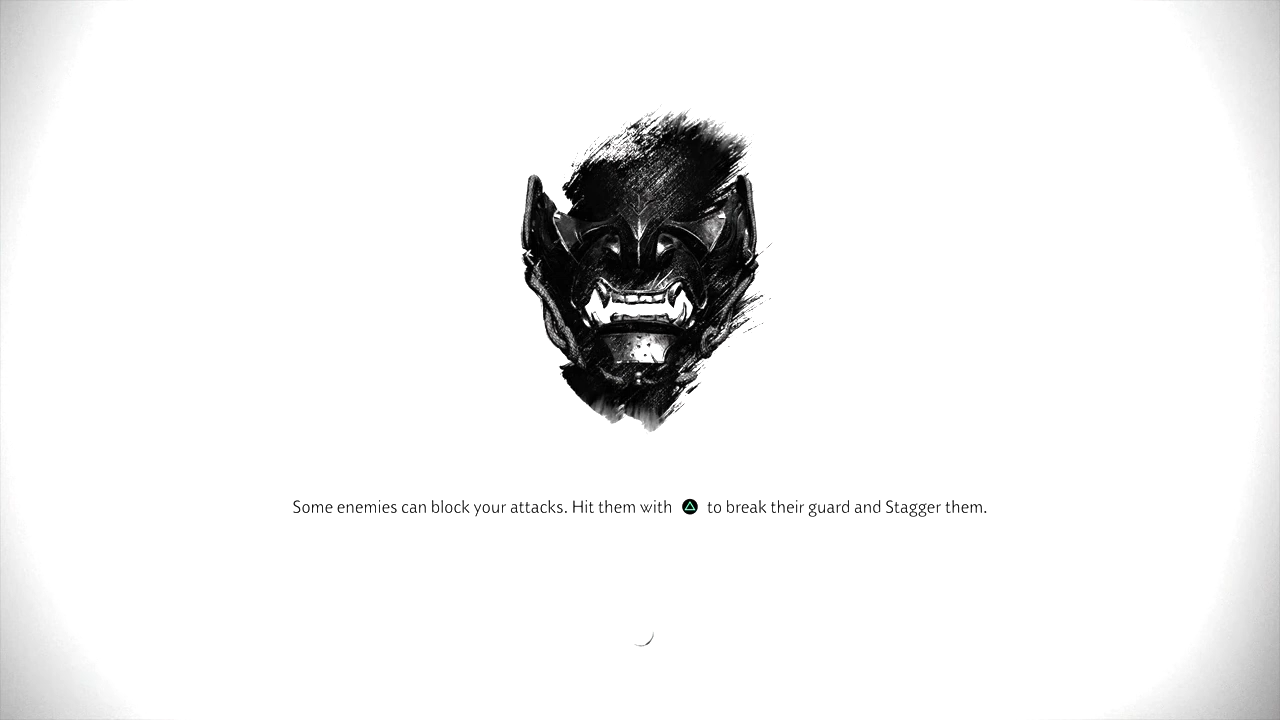 Some enemies can block your attacks. Hit them with to break their guard and Stagger them.